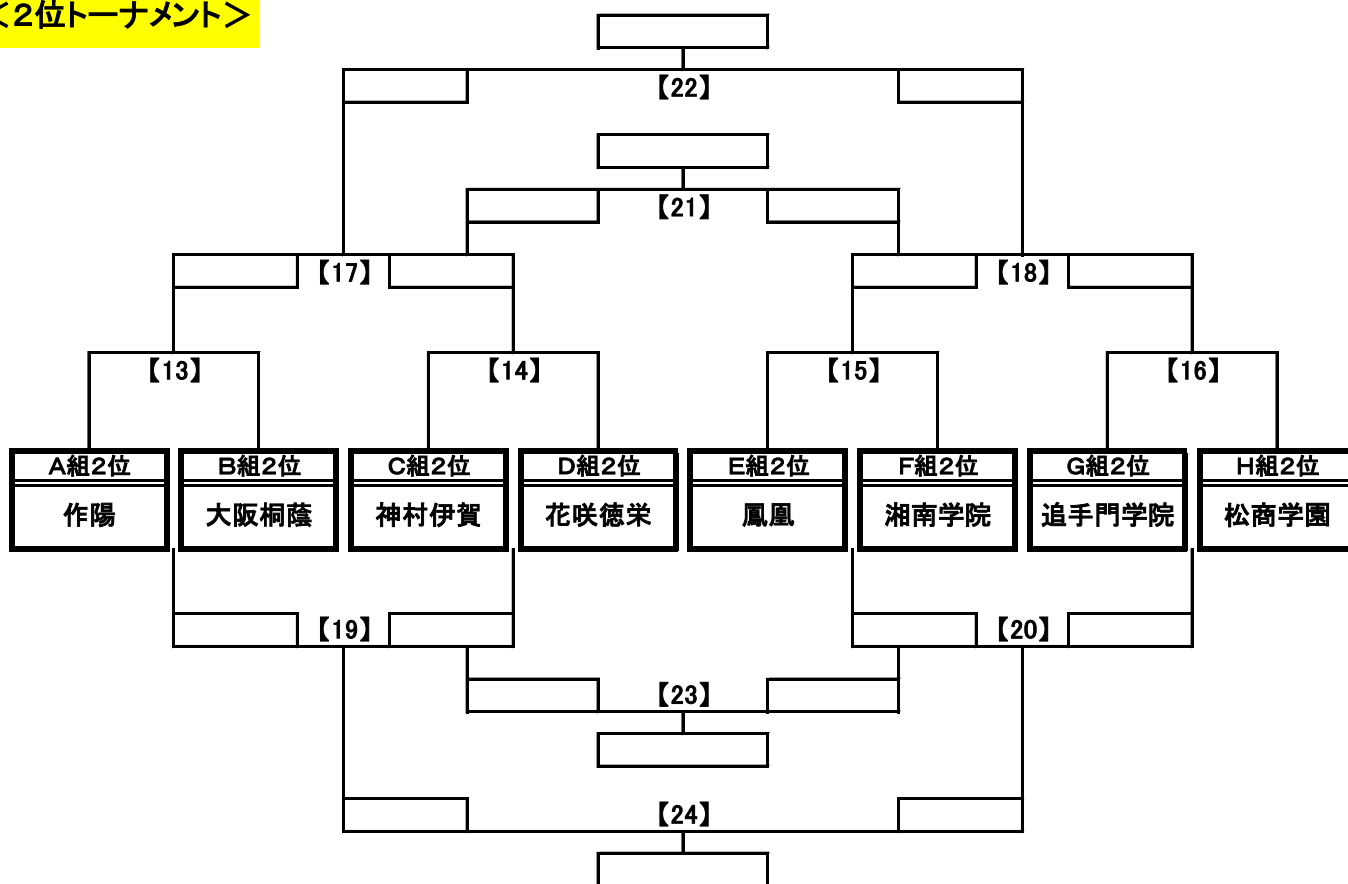 ＜２位トーナメント＞
【22】
【21】
【17】 【18】
【13】 【14】 【15】 【16】
A組2位 B組2位 C組2位 D組2位 E組2位 F組2位 G組2位 H組2位
作陽 大阪桐蔭 神村伊賀 花咲徳栄 鳳凰 湘南学院 追手門学院 松商学園
【19】 【20】
【23】
【24】